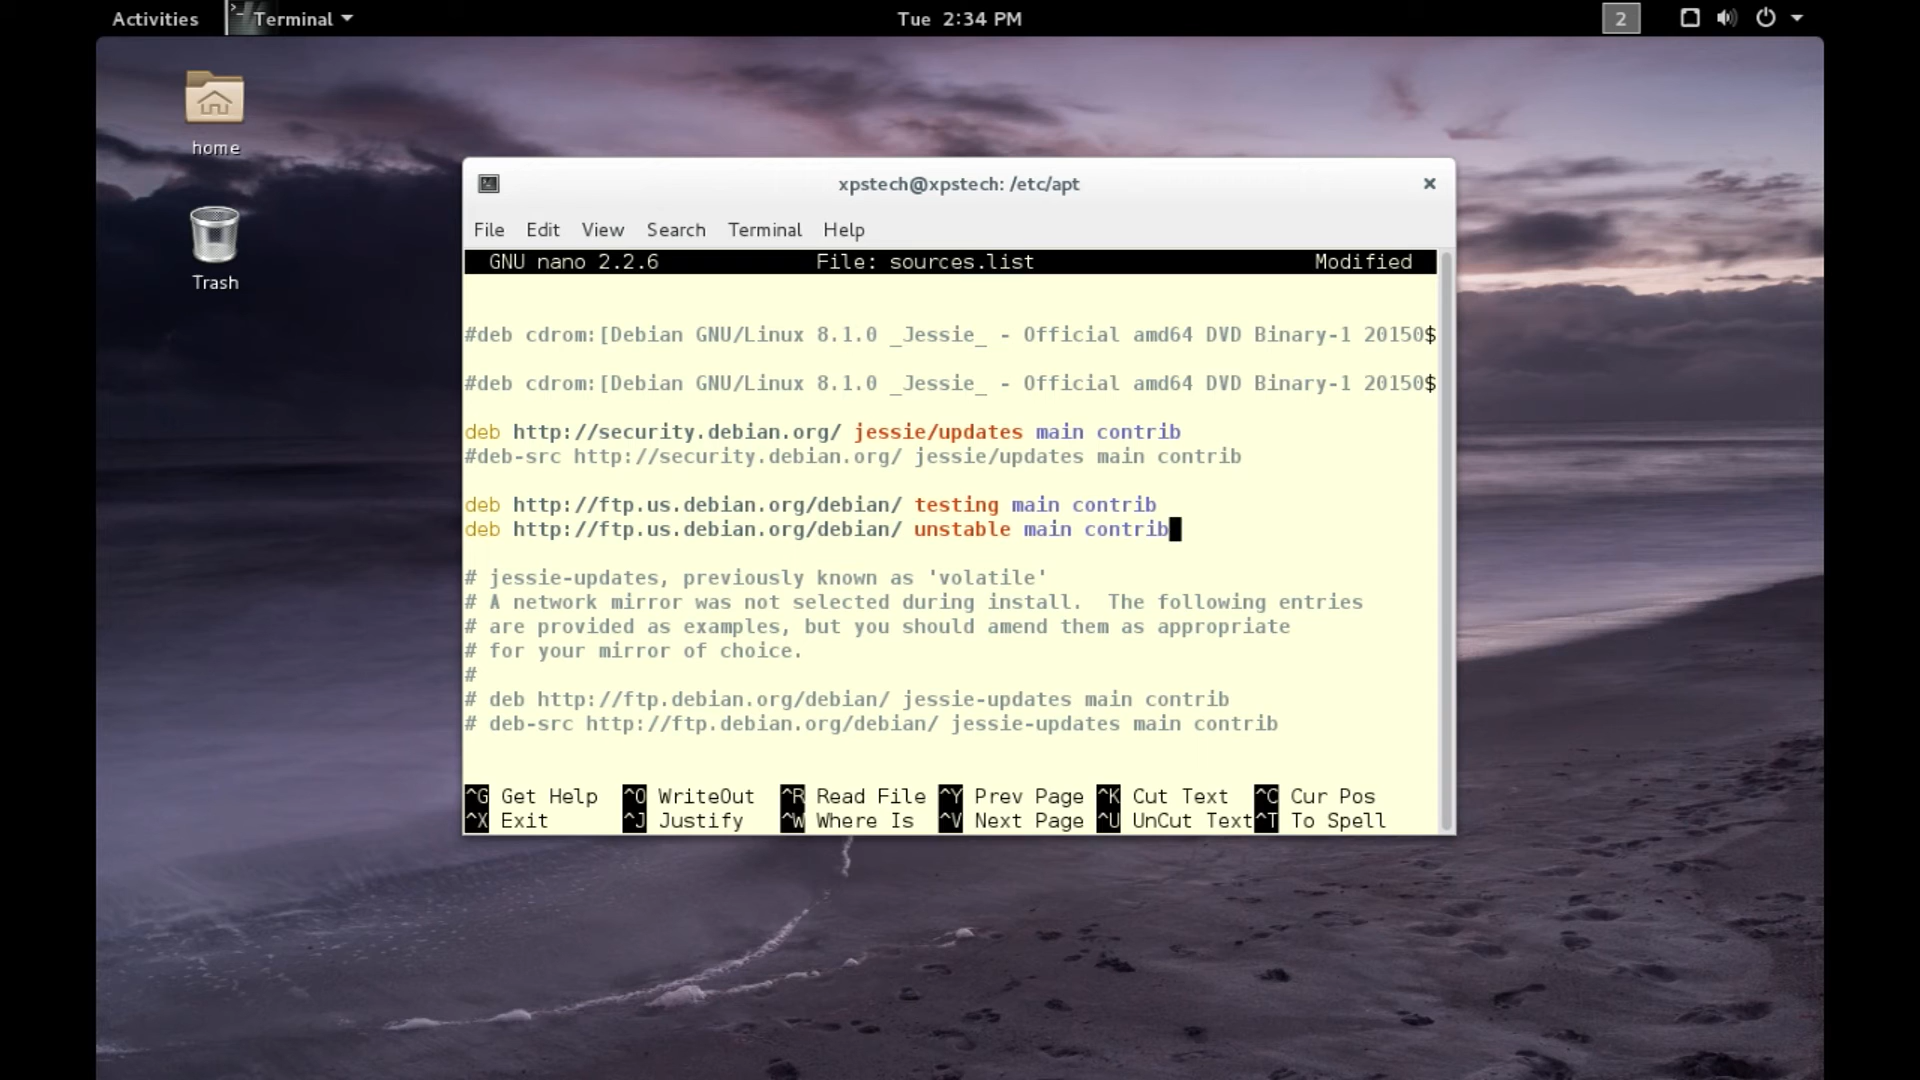 Activities Terminal Tue 2:34 PM 2
home
Trash
xpstech@xpstech: /etc/apt
File Edit View Search Terminal Help
GNU nano 2.2.6 File: sources.list Modified
#deb cdrom:[Debian GNU/Linux 8.1.0 _Jessie_ - Official amd64 DVD Binary-1 20150$
#deb cdrom:[Debian GNU/Linux 8.1.0 _Jessie_ - Official amd64 DVD Binary-1 20150$
deb http://security.debian.org/ jessie/updates main contrib
#deb-src http://security.debian.org/ jessie/updates main contrib
deb http://ftp.us.debian.org/debian/ testing main contrib
deb http://ftp.us.debian.org/debian/ unstable main contrib
# jessie-updates, previously known as 'volatile'
# A network mirror was not selected during install.  The following entries
# are provided as examples, but you should amend them as appropriate
# for your mirror of choice.
#
# deb http://ftp.debian.org/debian/ jessie-updates main contrib
# deb-src http://ftp.debian.org/debian/ jessie-updates main contrib
^G Get Help ^O WriteOut ^R Read File ^Y Prev Page ^K Cut Text ^C Cur Pos
^X Exit ^J Justify ^W Where Is ^V Next Page ^U UnCut Text ^T To Spell